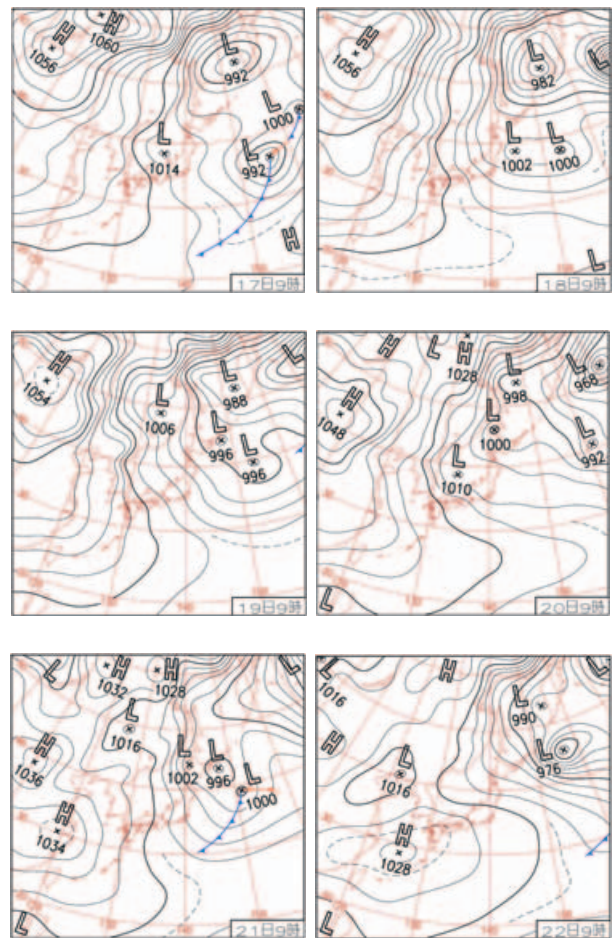 H
1056
H
1060
L
992
L
1000
L
1014
L
992
H
17日9時
H
1056
L
982
L
L
1002
L
1000
L
18日9時
H
1054
L
1006
L
988
L
L
996
L
996
19日9時
H
L
H
1028
L
998
L
968
H
1048
L
1000
L
992
L
1010
L
20日9時
L
H
1032
H
1028
L
L
1016
H
1036
L
1002
L
996
L
1000
H
1034
L
21日9時
L
1016
H
L
L
990
H
L
976
L
1016
H
1028
L
22日9時